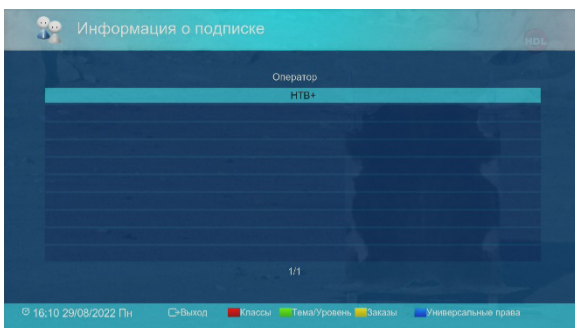 Информация о подписке
HDL
Оператор
НТВ+
1/1
16:10 29/08/2022 Пн Выход Классы Тема/Уровень Заказы Универсальные права